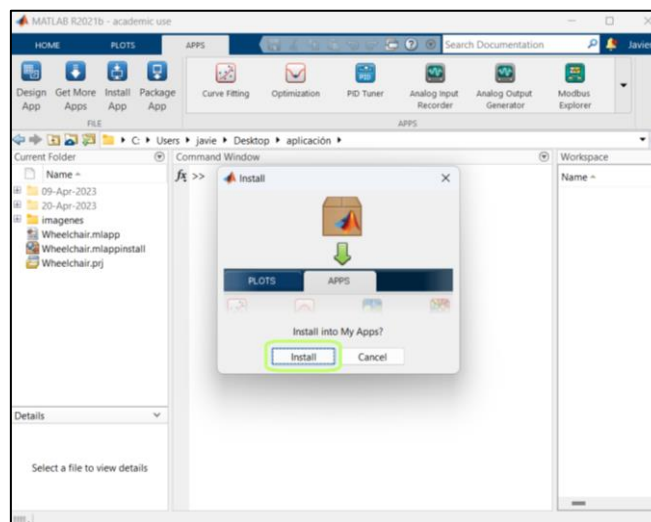 MATLAB R2021b - academic use
HOME PLOTS APPS Search Documentation Javier
Design App
Get More Apps
Install App
Package App
Curve Fitting
Optimization
PID Tuner
Analog Input Recorder
Analog Output Generator
Modbus Explorer
FILE APPS
C: Users javie Desktop aplicación
Current Folder
Name
09-Apr-2023
20-Apr-2023
imagenes
Wheelchair.mlapp
Wheelchair.mlappinstall
Wheelchair.prj
Command Window
fx >>
Install
PLOTS APPS
Install into My Apps?
Install Cancel
Workspace
Name
Details
Select a file to view details